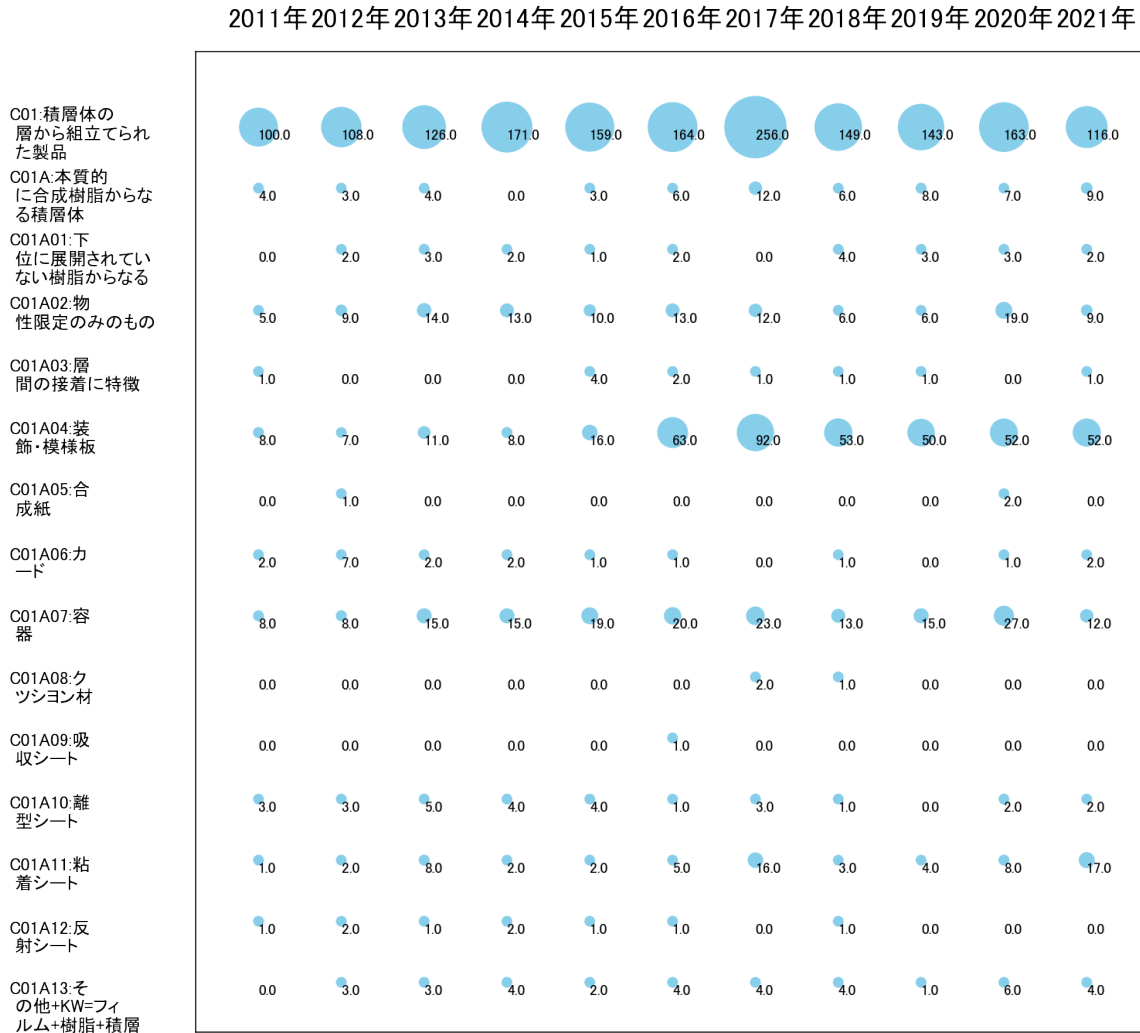 2011年 2012年 2013年 2014年 2015年 2016年 2017年 2018年 2019年 2020年 2021年
C01:積層体の
層から組立てられ
た製品
100.0 108.0 126.0 171.0 159.0 164.0 256.0 149.0 143.0 163.0 116.0
C01A:本質的
に合成樹脂からな
る積層体
4.0 3.0 4.0 0.0 3.0 6.0 12.0 6.0 8.0 7.0 9.0
C01A01:下
位に展開されてい
ない樹脂からなる
0.0 2.0 3.0 2.0 1.0 2.0 0.0 4.0 3.0 3.0 2.0
C01A02:物
性限定のみのもの
5.0 9.0 14.0 13.0 10.0 13.0 12.0 6.0 6.0 19.0 9.0
C01A03:層
間の接着に特徴
1.0 0.0 0.0 0.0 4.0 2.0 1.0 1.0 1.0 0.0 1.0
C01A04:装
飾・模様板
8.0 7.0 11.0 8.0 16.0 63.0 92.0 53.0 50.0 52.0 52.0
C01A05:合
成紙
0.0 1.0 0.0 0.0 0.0 0.0 0.0 0.0 0.0 2.0 0.0
C01A06:カ
ード
2.0 7.0 2.0 2.0 1.0 1.0 0.0 1.0 0.0 1.0 2.0
C01A07:容
器
8.0 8.0 15.0 15.0 19.0 20.0 23.0 13.0 15.0 27.0 12.0
C01A08:ク
ツシヨン材
0.0 0.0 0.0 0.0 0.0 0.0 2.0 1.0 0.0 0.0 0.0
C01A09:吸
収シート
0.0 0.0 0.0 0.0 0.0 1.0 0.0 0.0 0.0 0.0 0.0
C01A10:離
型シート
3.0 3.0 5.0 4.0 4.0 1.0 3.0 1.0 0.0 2.0 2.0
C01A11:粘
着シート
1.0 2.0 8.0 2.0 2.0 5.0 16.0 3.0 4.0 8.0 17.0
C01A12:反
射シート
1.0 2.0 1.0 2.0 1.0 1.0 0.0 1.0 0.0 0.0 0.0
C01A13:そ
の他+KW=フィ
ルム+樹脂+積層
0.0 3.0 3.0 4.0 2.0 4.0 4.0 4.0 1.0 6.0 4.0